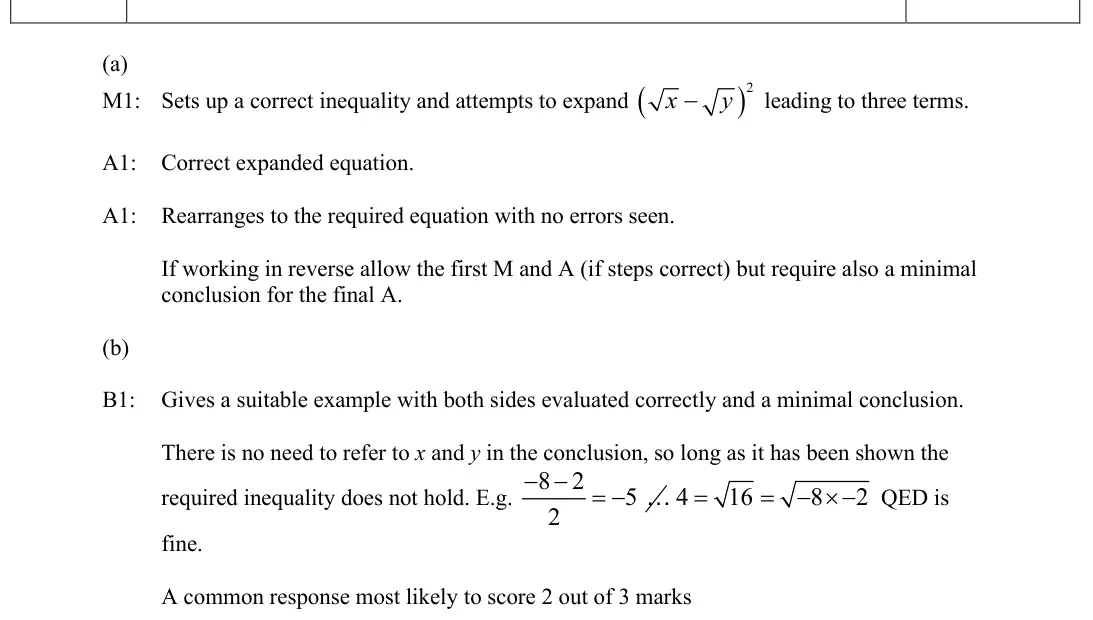 (a)
M1: Sets up a correct inequality and attempts to expand (√x − √y)² leading to three terms.
A1: Correct expanded equation.
A1: Rearranges to the required equation with no errors seen.
If working in reverse allow the first M and A (if steps correct) but require also a minimal
conclusion for the final A.
(b)
B1: Gives a suitable example with both sides evaluated correctly and a minimal conclusion.
There is no need to refer to x and y in the conclusion, so long as it has been shown the
required inequality does not hold. E.g. (−8 − 2)/2 = −5 /... 4 = √16 = √−8×−2 QED is
fine.
A common response most likely to score 2 out of 3 marks